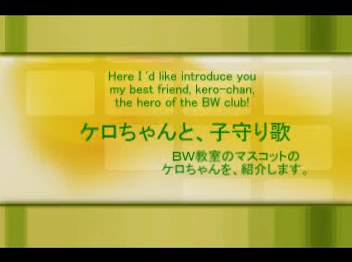 Here I 'd like introduce you
my best friend, kero-chan,
the hero of the BW club!
ケロちゃんと、子守り歌
BW教室のマスコットの
ケロちゃんを、紹介します。